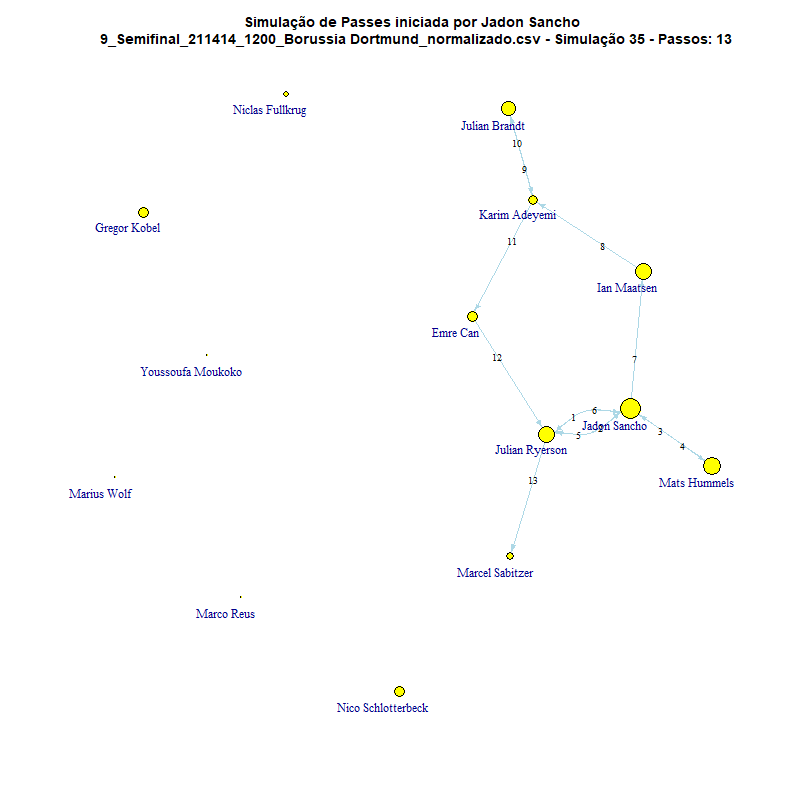 Simulação de Passes iniciada por Jadon Sancho
9_Semifinal_211414_1200_Borussia Dortmund_normalizado.csv - Simulação 35 - Passos: 13
Niclas Fullkrug
Julian Brandt
10
9
Karim Adeyemi
Gregor Kobel
11
8
Ian Maatsen
Emre Can
12
7
Youssoufa Moukoko
6
1
2
5
Jadon Sancho
3
4
Julian Ryerson
Mats Hummels
13
Marius Wolf
Marcel Sabitzer
Marco Reus
Nico Schlotterbeck